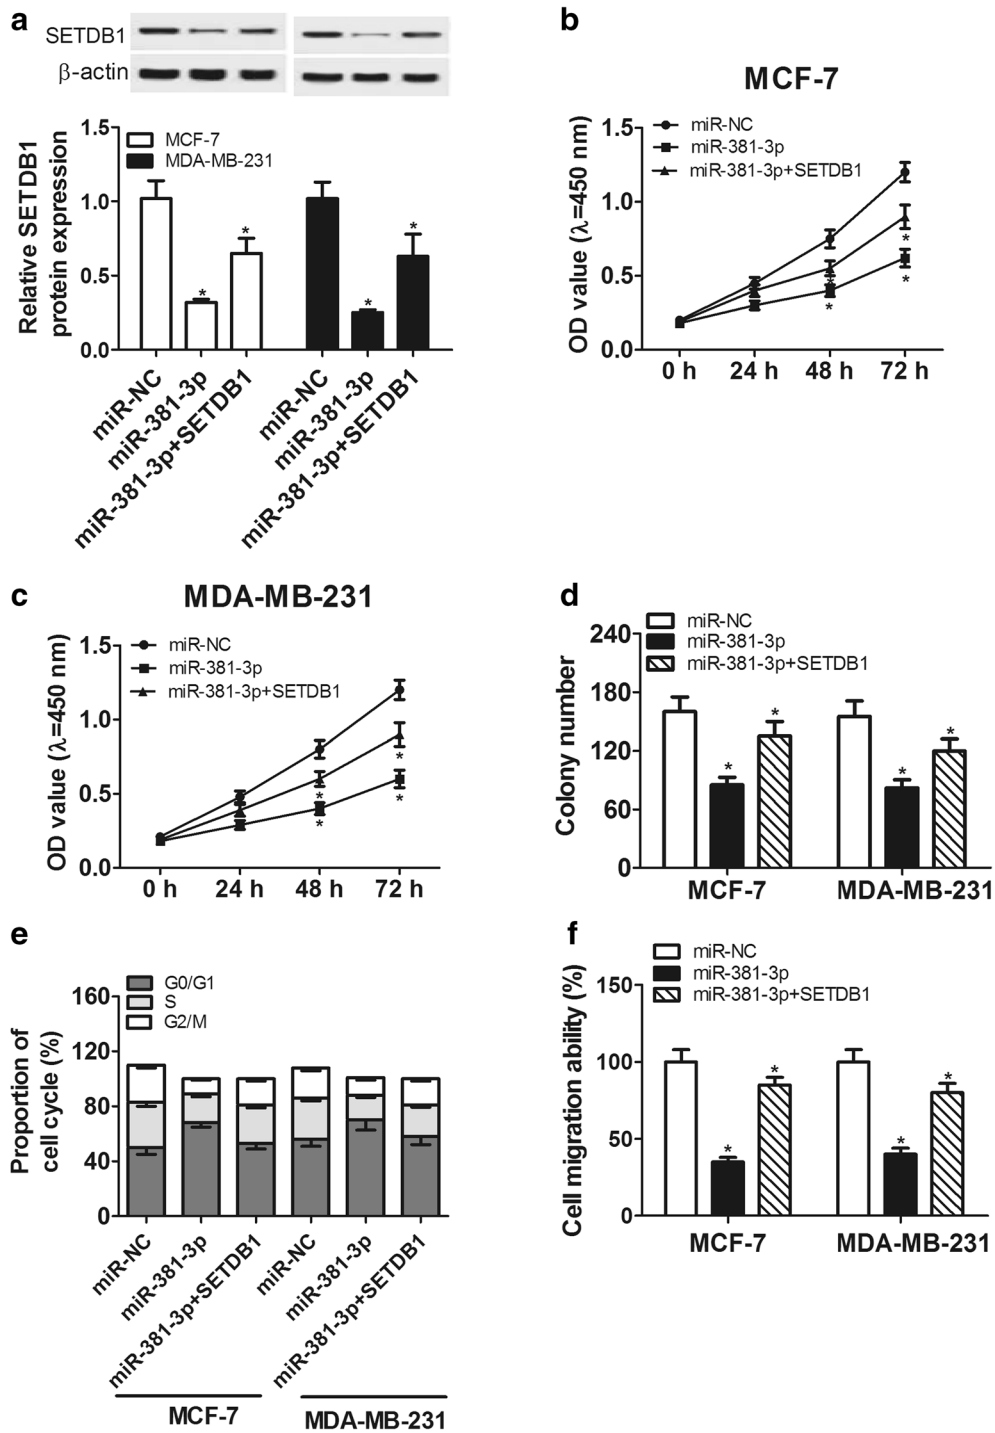 a
SETDB1
β-actin
1.5
1.0
0.5
0.0
Relative SETDB1
protein expression
MCF-7
MDA-MB-231
*
*
*
*
miR-NC
miR-381-3p
miR-381-3p+SETDB1
miR-NC
miR-381-3p
miR-381-3p+SETDB1
b
MCF-7
OD value (λ=450 nm)
1.5
1.0
0.5
0.0
miR-NC
miR-381-3p
miR-381-3p+SETDB1
*
*
*
*
0 h 24 h 48 h 72 h
c
MDA-MB-231
OD value (λ=450 nm)
1.5
1.0
0.5
0.0
miR-NC
miR-381-3p
miR-381-3p+SETDB1
*
*
*
*
0 h 24 h 48 h 72 h
d
Colony number
240
180
120
60
0
miR-NC
miR-381-3p
miR-381-3p+SETDB1
*
*
*
*
MCF-7 MDA-MB-231
e
Proportion of
cell cycle (%)
160
120
80
40
0
G0/G1
S
G2/M
miR-NC
miR-381-3p
miR-381-3p+SETDB1
miR-NC
miR-381-3p
miR-381-3p+SETDB1
MCF-7 MDA-MB-231
f
Cell migration ability (%)
150
100
50
0
miR-NC
miR-381-3p
miR-381-3p+SETDB1
*
*
*
*
MCF-7 MDA-MB-231